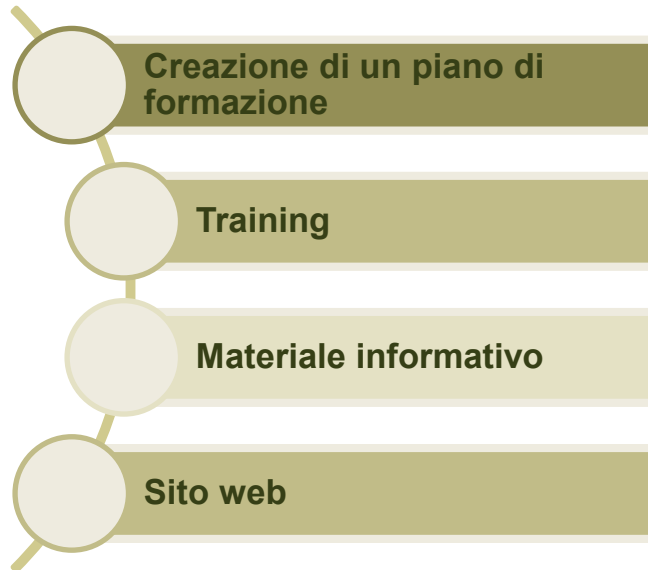 Creazione di un piano di
formazione
Training
Materiale informativo
Sito web